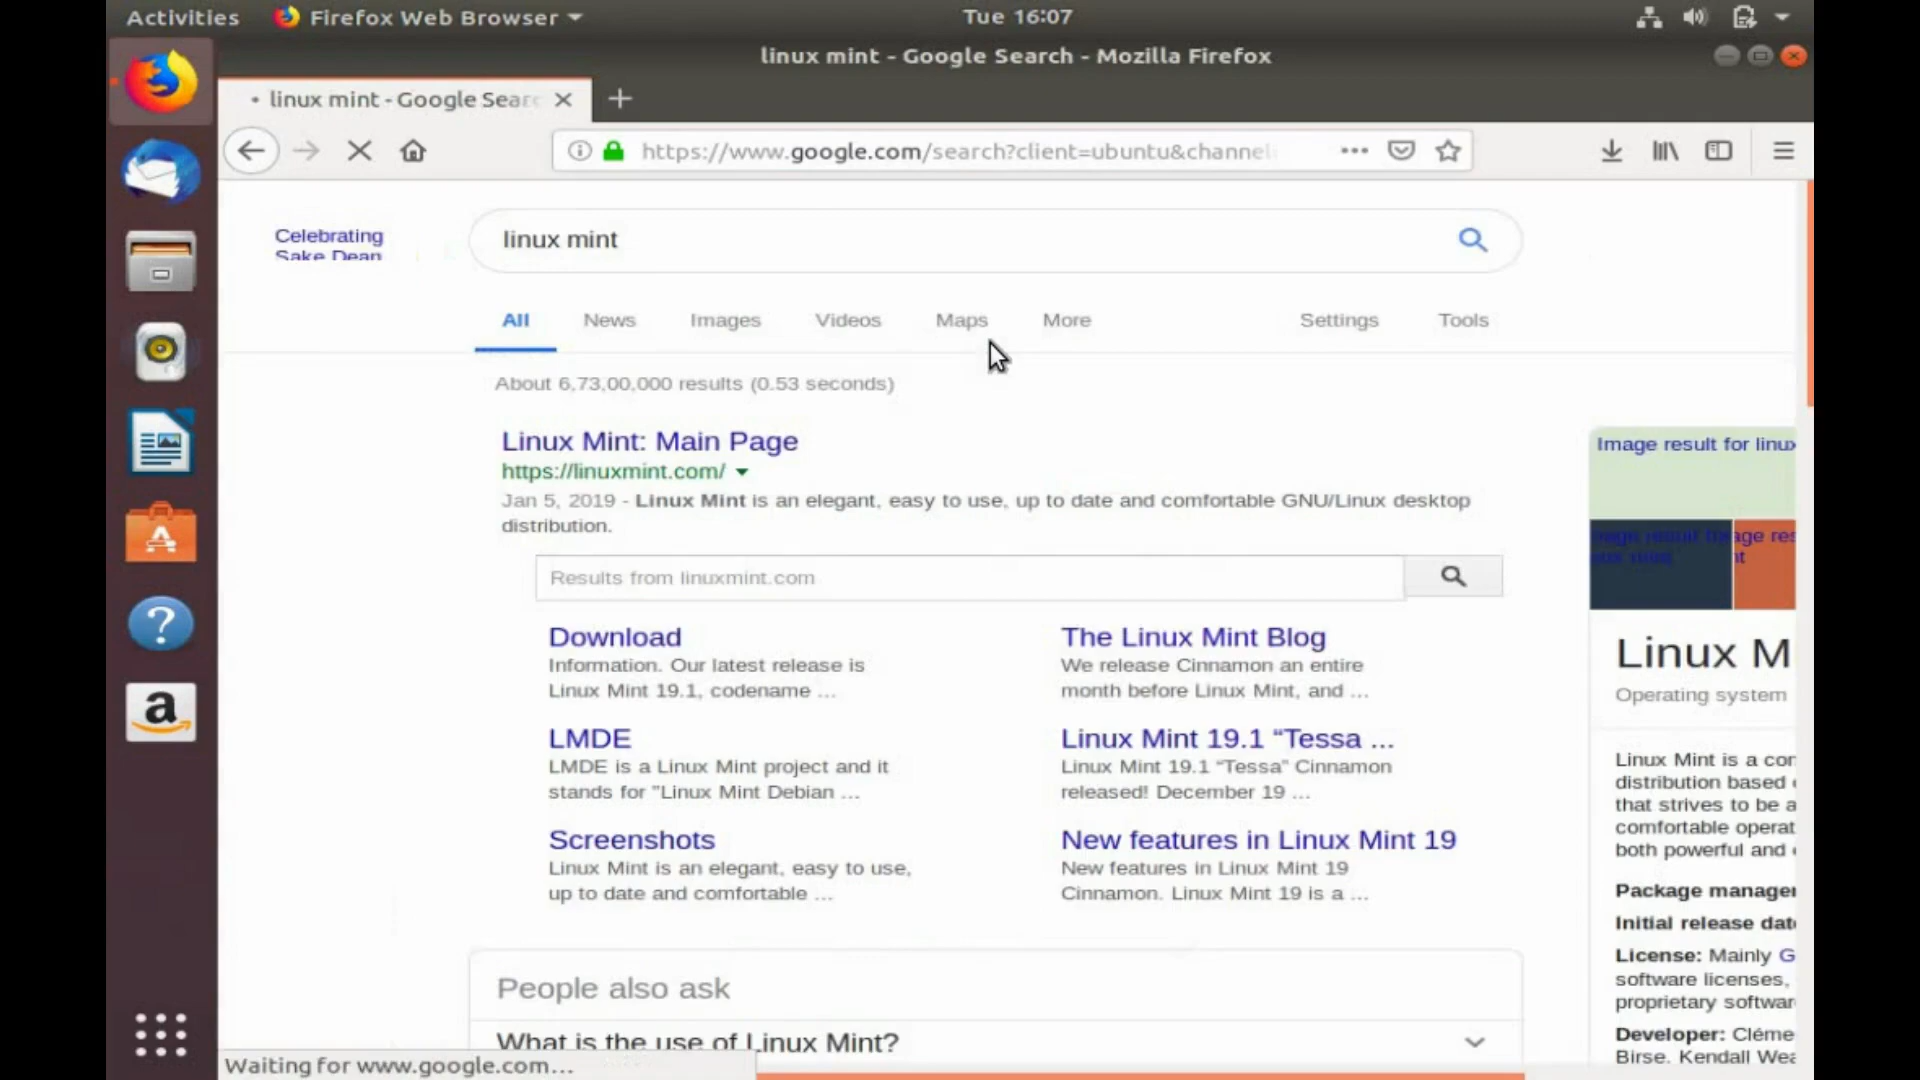 Activities
Firefox Web Browser
Tue 16:07
linux mint - Google Search - Mozilla Firefox
linux mint - Google Sear
https://www.google.com/search?client=ubuntu&channel
Celebrating
Sake Dean
linux mint
All News Images Videos Maps More Settings Tools
About 6,73,00,000 results (0.53 seconds)
Linux Mint: Main Page
https://linuxmint.com/
Jan 5, 2019 - Linux Mint is an elegant, easy to use, up to date and comfortable GNU/Linux desktop
distribution.
Results from linuxmint.com
Download
Information. Our latest release is
Linux Mint 19.1, codename ...
The Linux Mint Blog
We release Cinnamon an entire
month before Linux Mint, and ...
LMDE
LMDE is a Linux Mint project and it
stands for "Linux Mint Debian ...
Linux Mint 19.1 “Tessa ...
Linux Mint 19.1 “Tessa” Cinnamon
released! December 19 ...
Screenshots
Linux Mint is an elegant, easy to use,
up to date and comfortable ...
New features in Linux Mint 19
New features in Linux Mint 19
Cinnamon. Linux Mint 19 is a ...
People also ask
What is the use of Linux Mint?
Image result for linux
Linux M
Operating system
Linux Mint is a
distribution based
that strives to be a
comfortable
both powerful and
Package manager
Initial release date
License: Mainly G
software licenses,
proprietary
Developer:
Birse, Kendall
Waiting for www.google.com...
a